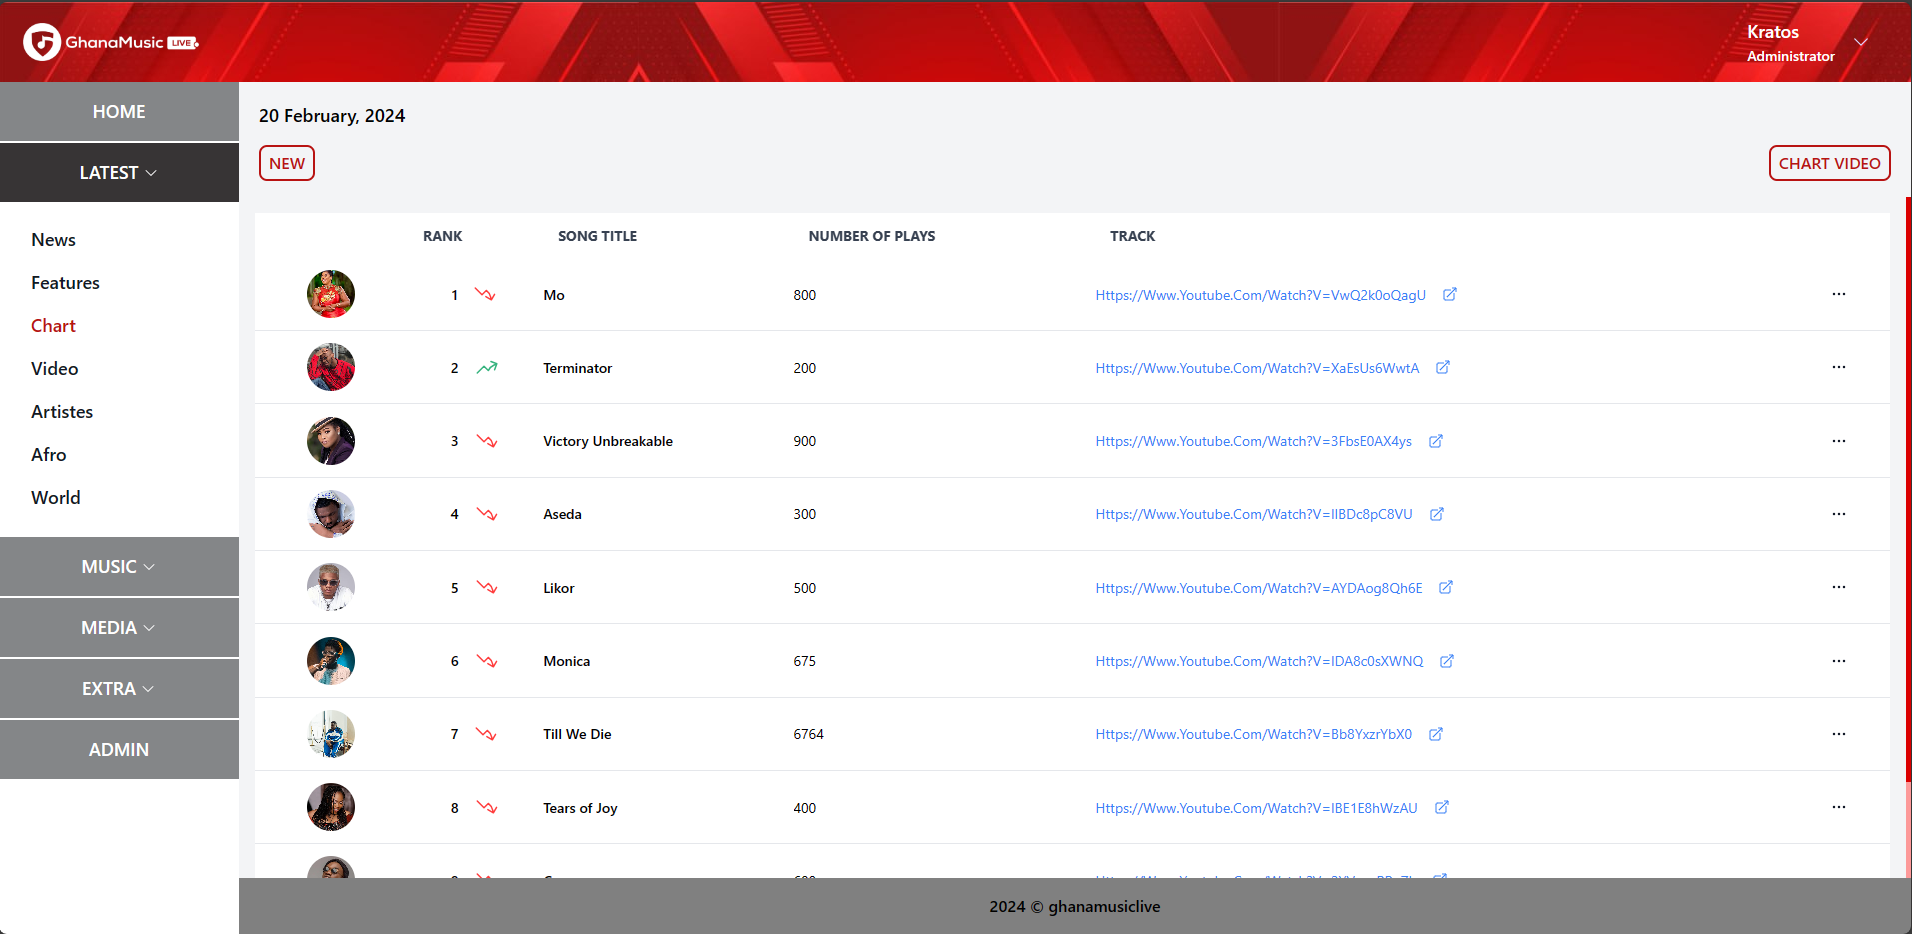 GhanaMusic LIVE
Kratos
Administrator
HOME
LATEST
News
Features
Chart
Video
Artistes
Afro
World
MUSIC
MEDIA
EXTRA
ADMIN
20 February, 2024
NEW
CHART VIDEO
RANK SONG TITLE NUMBER OF PLAYS TRACK
1 Mo 800 Https://Www.Youtube.Com/Watch?V=VwQ2k0oQagU ...
2 Terminator 200 Https://Www.Youtube.Com/Watch?V=XaEsUs6WwtA ...
3 Victory Unbreakable 900 Https://Www.Youtube.Com/Watch?V=3FbsE0AX4ys ...
4 Aseda 300 Https://Www.Youtube.Com/Watch?V=IIBDc8pC8VU ...
5 Likor 500 Https://Www.Youtube.Com/Watch?V=AYDAog8Qh6E ...
6 Monica 675 Https://Www.Youtube.Com/Watch?V=IDA8c0sXWNQ ...
7 Till We Die 6764 Https://Www.Youtube.Com/Watch?V=Bb8YxzrYbX0 ...
8 Tears of Joy 400 Https://Www.Youtube.Com/Watch?V=IBE1E8hWzAU ...
2024 © ghanamusiclive